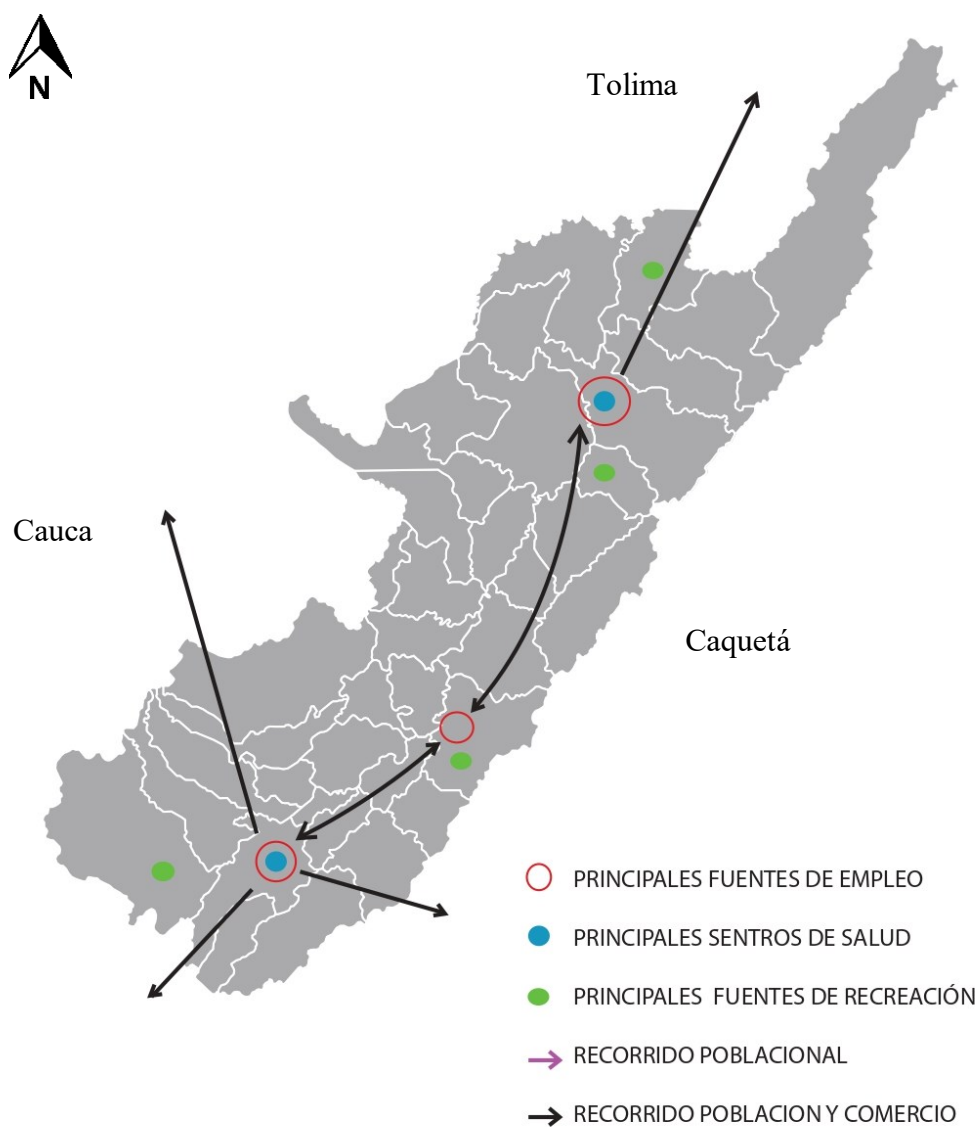 N
Tolima
Cauca
Caquetá
PRINCIPALES FUENTES DE EMPLEO
PRINCIPALES SENTROS DE SALUD
PRINCIPALES FUENTES DE RECREACIÓN
RECORRIDO POBLACIONAL
RECORRIDO POBLACION Y COMERCIO